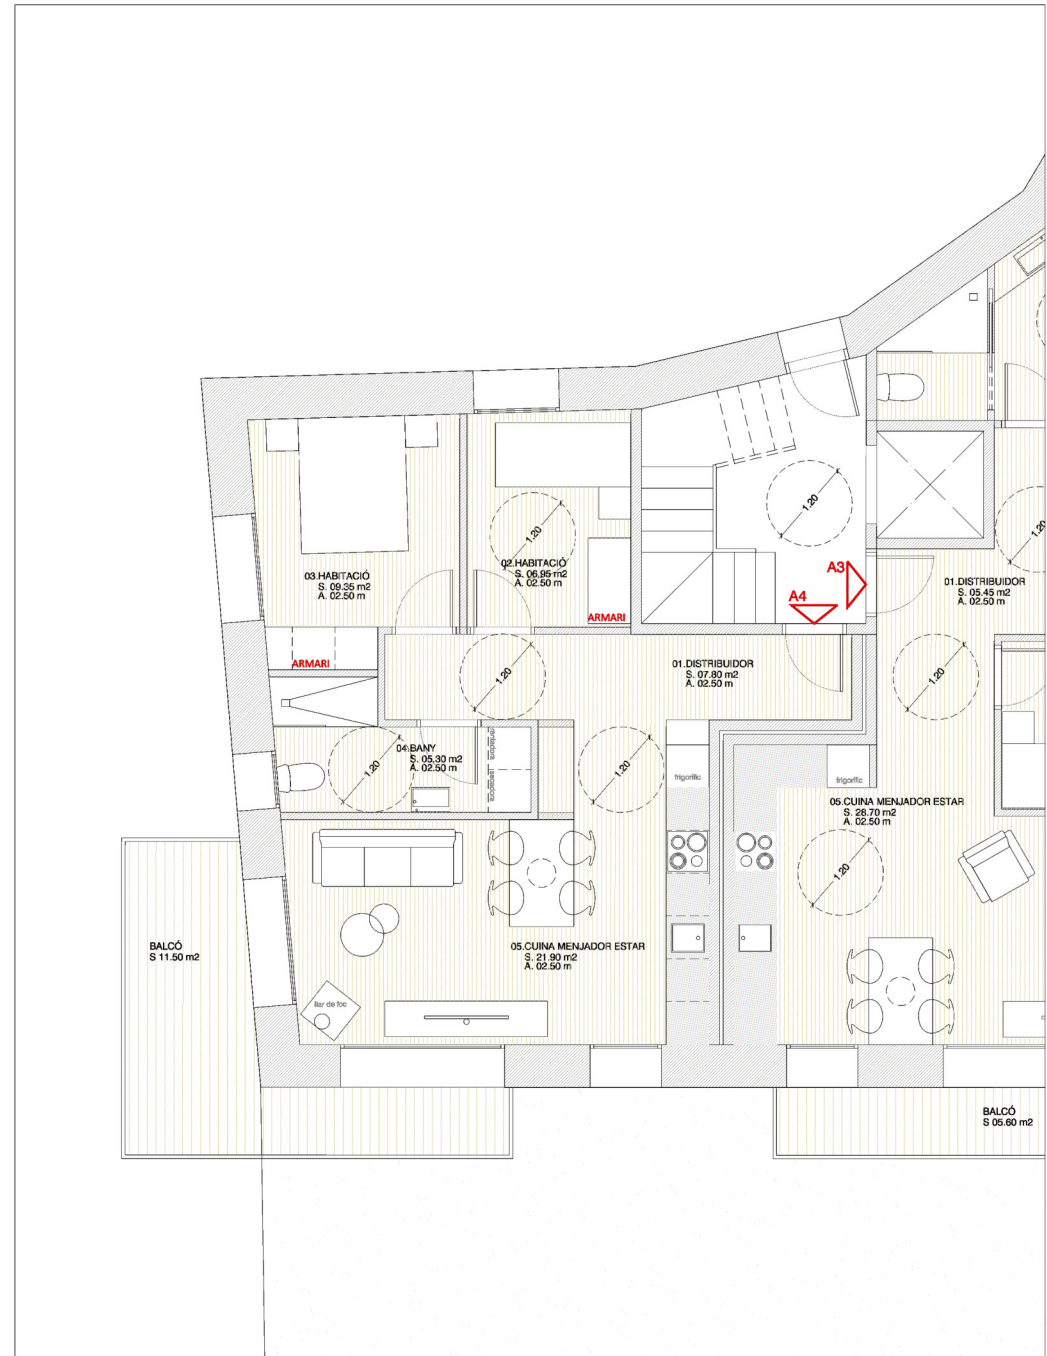 1.20
1.20
03.HABITACIÓ
S. 09.35 m2
A. 02.50 m
1.20
02.HABITACIÓ
S. 06.95 m2
A. 02.50 m
ARMARI
A3
A4
01.DISTRIBUIDOR
S. 05.45 m2
A. 02.50 m
ARMARI
1.20
01.DISTRIBUIDOR
S. 07.80 m2
A. 02.50 m
1.20
04.BANY
S. 05.30 m2
A. 02.50 m
1.20
rentadora
secadora
1.20
frigorífic
frigorífic
05.CUINA MENJADOR ESTAR
S. 28.70 m2
A. 02.50 m
1.20
BALCÓ
S 11.50 m2
05.CUINA MENJADOR ESTAR
S. 21.90 m2
A. 02.50 m
llar de foc
BALCÓ
S 05.60 m2